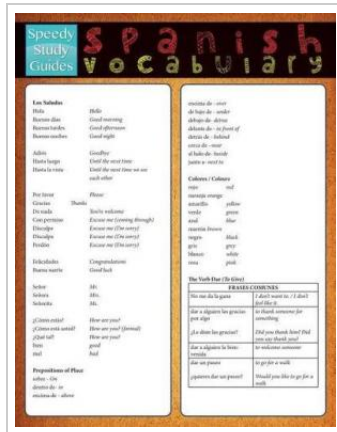 Speedy
Study
Guides
Spanish
Vocabulary
Los Saludos
Hola Hello
Buenos días Good morning
Buenas tardes Good afternoon
Buenas noches Good night
Adiós Goodbye
Hasta luego Until the next time
Hasta la vista Until the next time we see
each other
Por favor Please
Gracias Thanks
De nada You're welcome
Con permiso Excuse me (coming through)
Disculpe Excuse me (I'm sorry)
Disculpa Excuse me (I'm sorry)
Perdón Excuse me (I'm sorry)
Felicidades Congratulations
Buena suerte Good luck
Señor Mr.
Señora Mrs.
Señorita Ms.
¿Cómo estás? How are you?
¿Cómo está usted? How are you? (formal)
¿Qué tal? How are you?
bien good
mal bad
Prepositions of Place
sobre - On
dentro de - in
encima de - above
encima de - over
de bajo de - under
debajo de -
delante de - in front of
detrás de - behind
cerca de - near
al lado de - beside
junto a - next to
Colores / Colours
rojo red
naranja orange
amarillo yellow
verde green
azul blue
marrón brown
negro black
gris grey
blanco white
rosa pink
The Verb Dar (To Give)
FRASES COMUNES
No me da la gana I don't want to. / I don't
feel like it.
dar a alguien las gracias to thank someone for
por algo something
¿Le diste las gracias? Did you thank him? Did
you say thank you?
dar a alguien la bien- to welcome someone
venida
dar un paseo to go for a walk
¿quieres dar un paseo? Would you like to go for a
walk